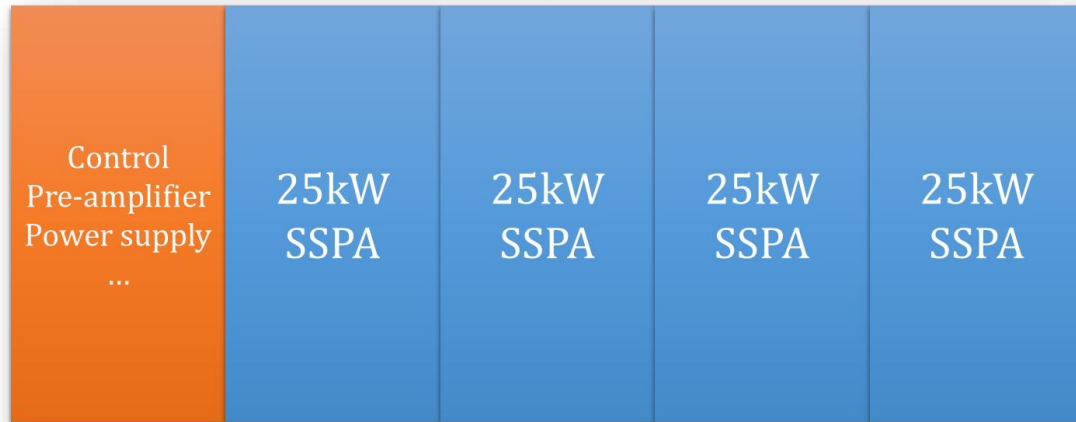 Control
Pre-amplifier
Power supply
...
25kW
SSPA
25kW
SSPA
25kW
SSPA
25kW
SSPA